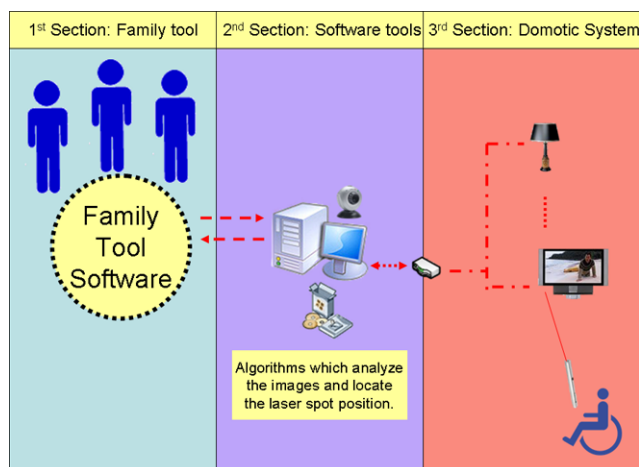 1st Section: Family tool
2nd Section: Software tools
3rd Section: Domotic System
Family
Tool
Software
Algorithms which analyze
the images and locate
the laser spot position.